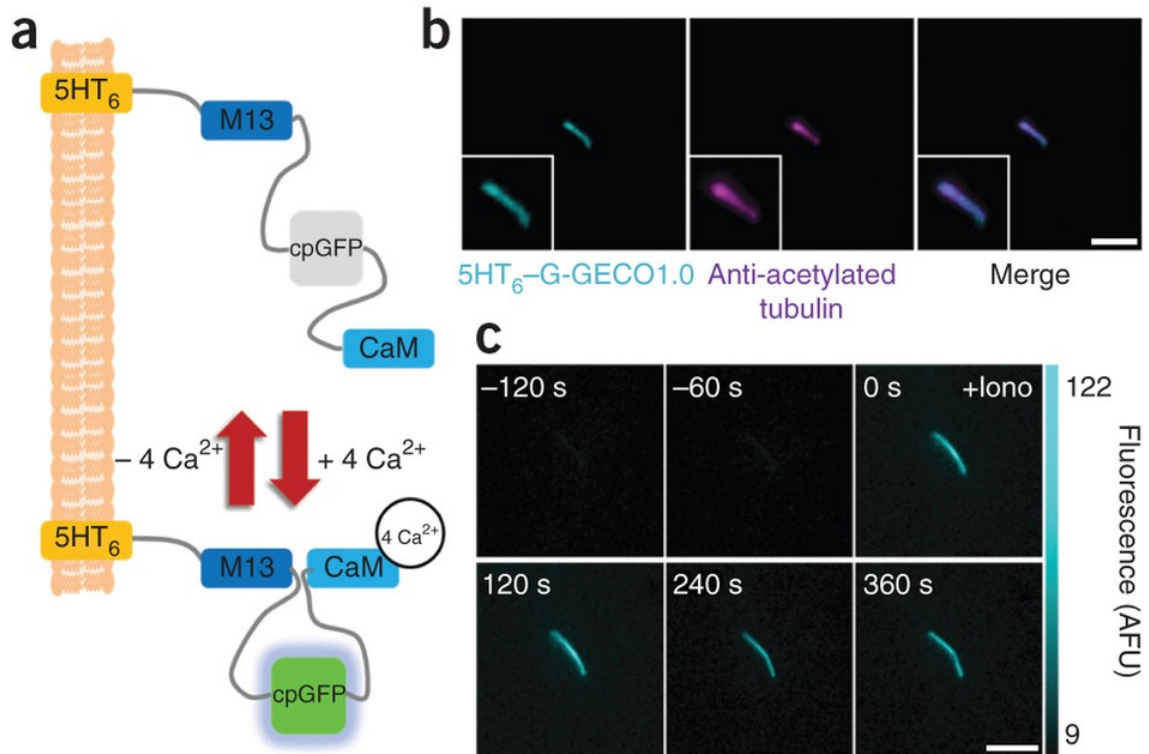 a
5HT₆
M13
cpGFP
CaM
– 4 Ca²⁺
+ 4 Ca²⁺
5HT₆
M13
CaM
4 Ca²⁺
cpGFP
b
5HT₆–G-GECO1.0
Anti-acetylated
tubulin
Merge
c
–120 s
–60 s
0 s
+Iono
122
120 s
240 s
360 s
9
Fluorescence (AFU)